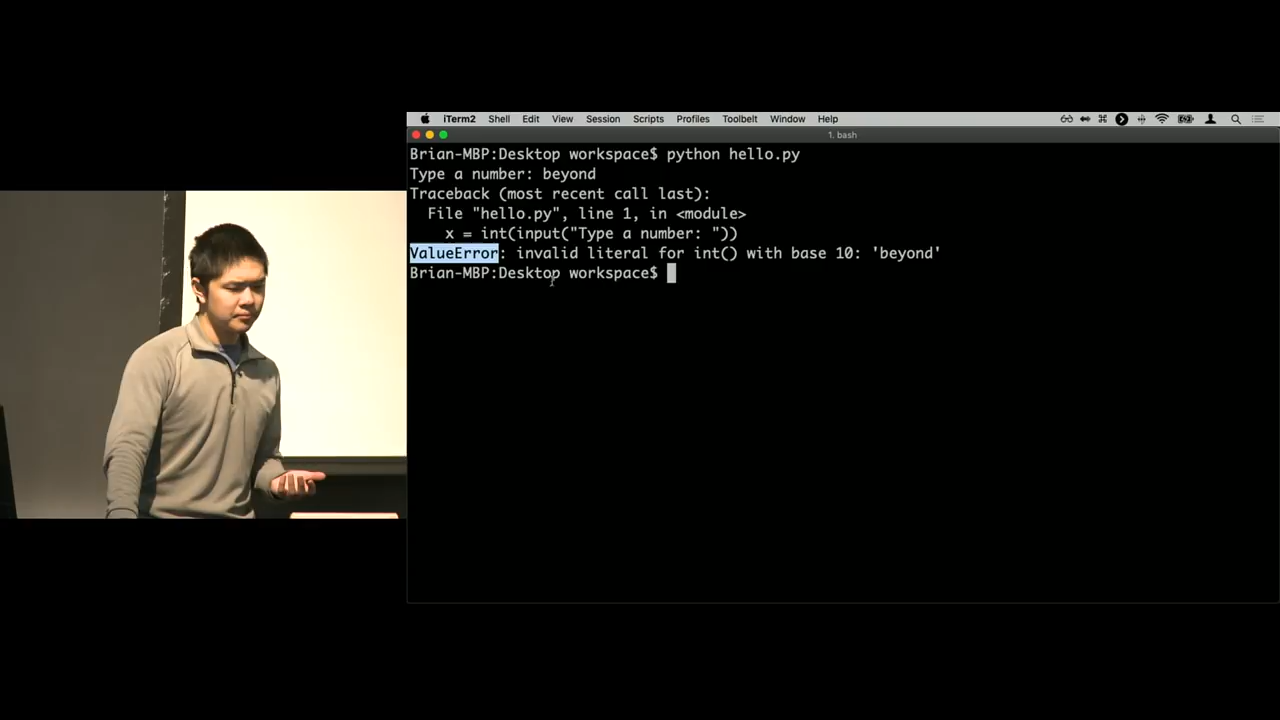 iTerm2 Shell Edit View Session Scripts Profiles Toolbelt Window Help
1. bash
Brian-MBP:Desktop workspace$ python hello.py
Type a number: beyond
Traceback (most recent call last):
  File "hello.py", line 1, in <module>
    x = int(input("Type a number: "))
ValueError: invalid literal for int() with base 10: 'beyond'
Brian-MBP:Desktop workspace$